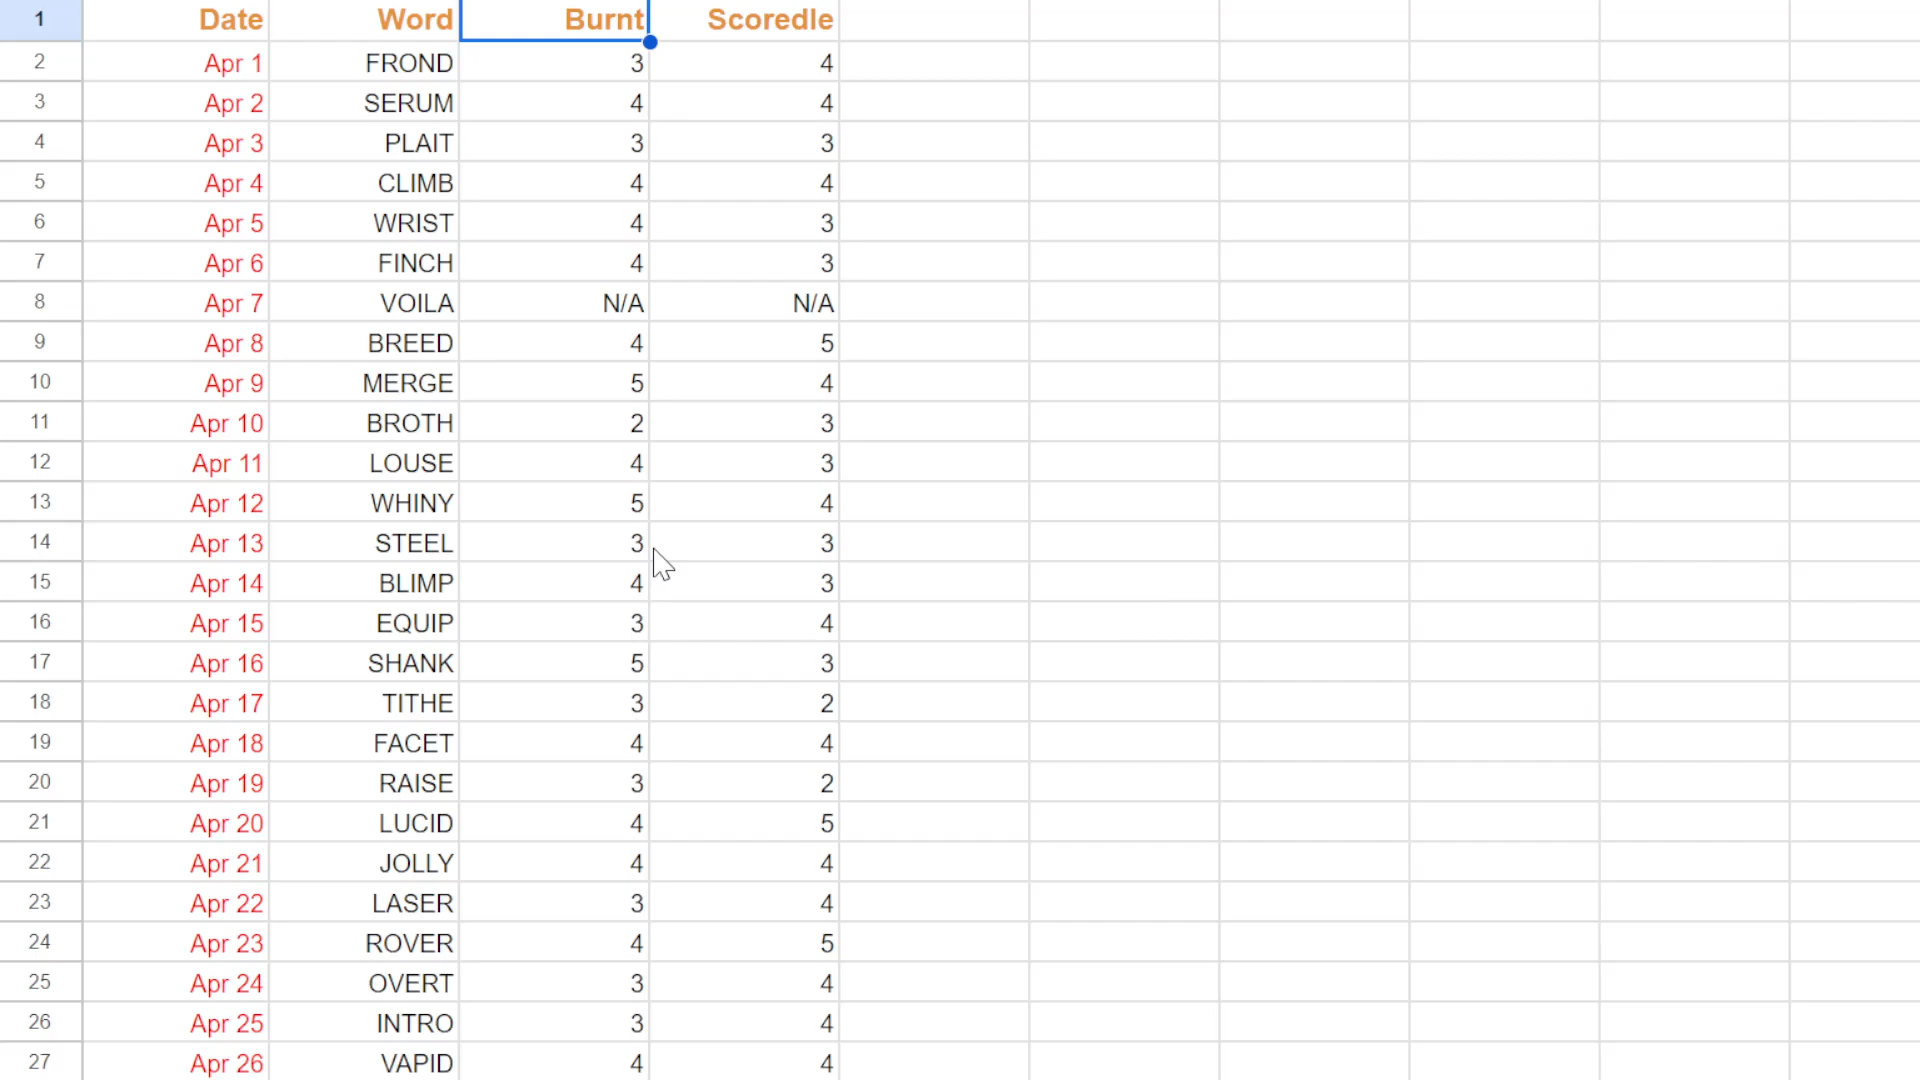 1 Date Word Burnt Scoredle
2 Apr 1 FROND 3 4
3 Apr 2 SERUM 4 4
4 Apr 3 PLAIT 3 3
5 Apr 4 CLIMB 4 4
6 Apr 5 WRIST 4 3
7 Apr 6 FINCH 4 3
8 Apr 7 VOILA N/A N/A
9 Apr 8 BREED 4 5
10 Apr 9 MERGE 5 4
11 Apr 10 BROTH 2 3
12 Apr 11 LOUSE 4 3
13 Apr 12 WHINY 5 4
14 Apr 13 STEEL 3 3
15 Apr 14 BLIMP 4 3
16 Apr 15 EQUIP 3 4
17 Apr 16 SHANK 5 3
18 Apr 17 TITHE 3 2
19 Apr 18 FACET 4 4
20 Apr 19 RAISE 3 2
21 Apr 20 LUCID 4 5
22 Apr 21 JOLLY 4 4
23 Apr 22 LASER 3 4
24 Apr 23 ROVER 4 5
25 Apr 24 OVERT 3 4
26 Apr 25 INTRO 3 4
27 Apr 26 VAPID 4 4